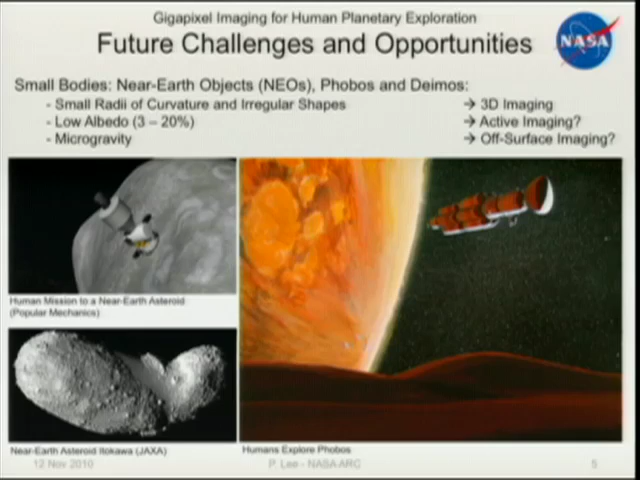 Gigapixel Imaging for Human Planetary Exploration
Future Challenges and Opportunities
NASA
Small Bodies: Near-Earth Objects (NEOs), Phobos and Deimos:
- Small Radii of Curvature and Irregular Shapes → 3D Imaging
- Low Albedo (3 – 20%) → Active Imaging?
- Microgravity → Off-Surface Imaging?
Human Mission to a Near-Earth Asteroid
(Popular Mechanics)
Near-Earth Asteroid Itokawa (JAXA)
Humans Explore Phobos
12 Nov 2010
P. Lee - NASA ARC
5